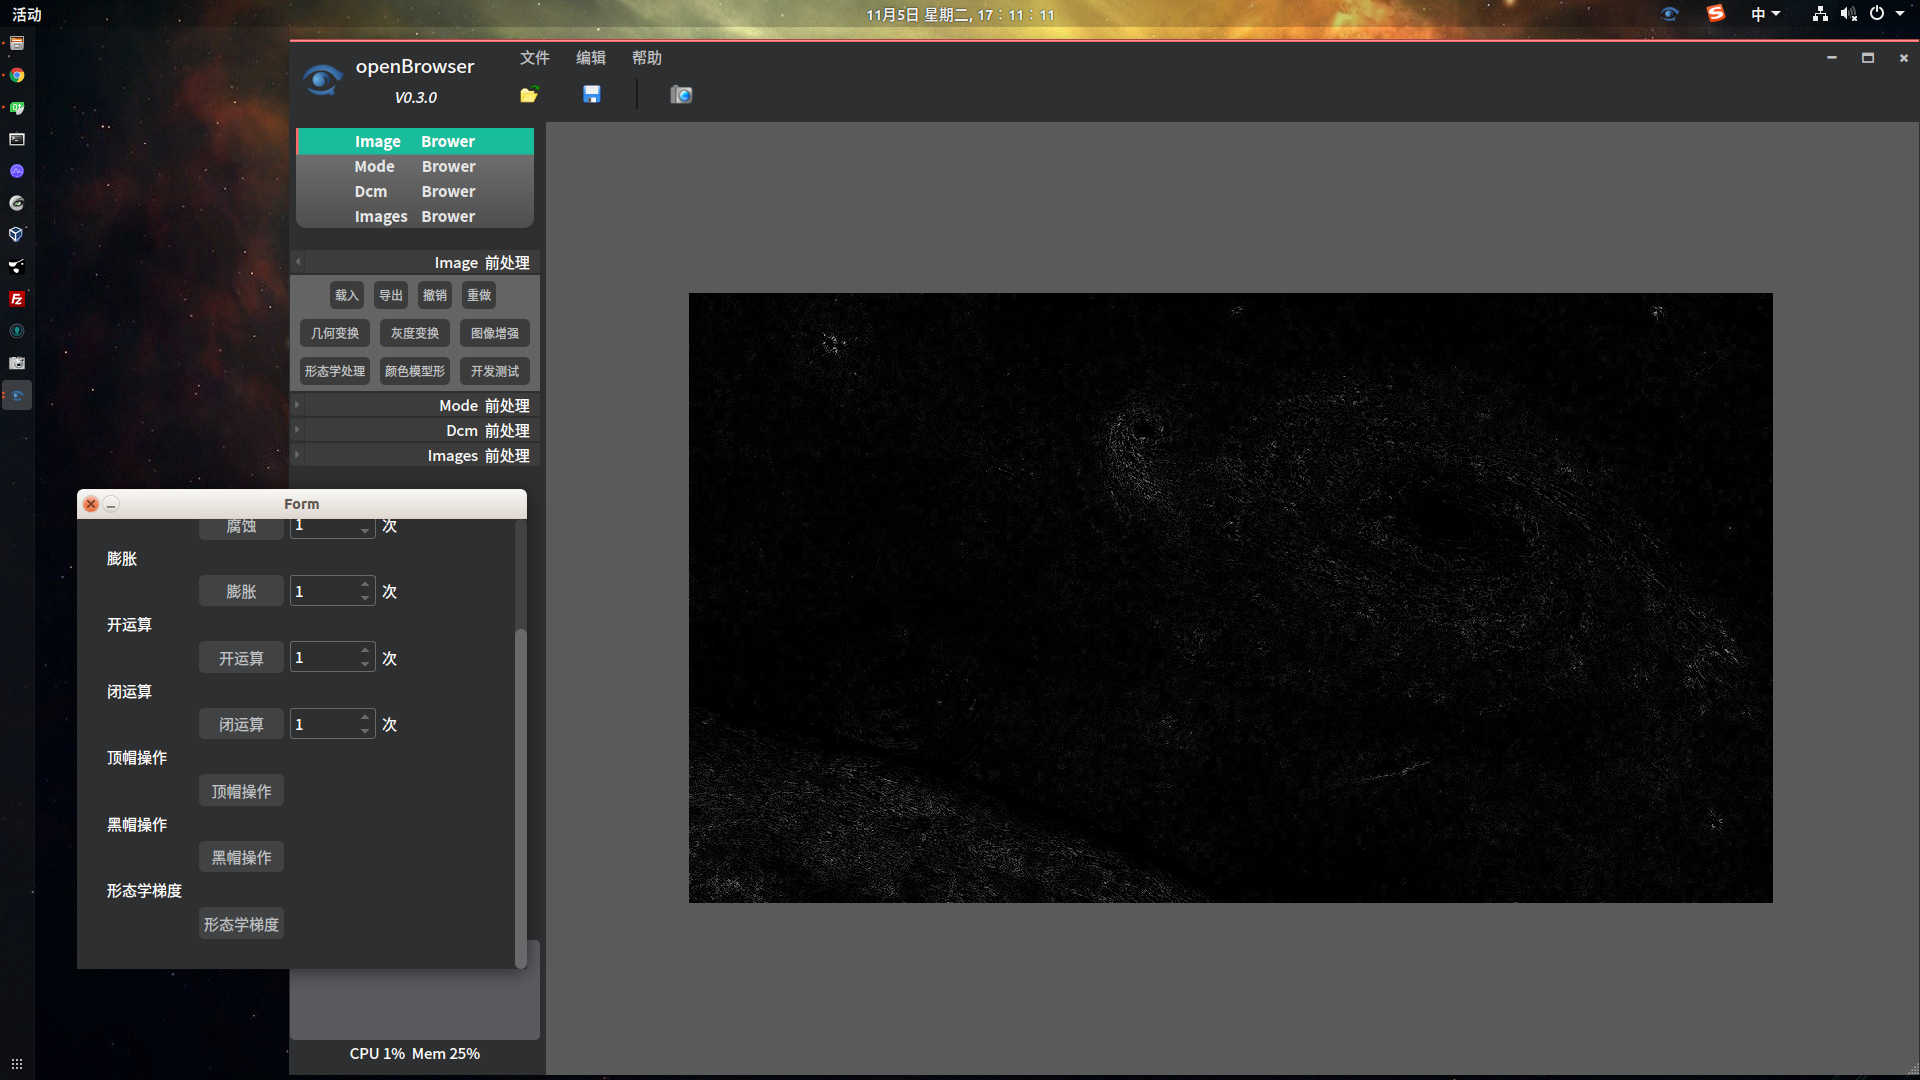 活动
11月5日 星期二, 17：11：11
中
openBrowser
V0.3.0
文件 编辑 帮助
Image Brower
Mode Brower
Dcm Brower
Images Brower
Image 前处理
载入 导出 撤销 重做
几何变换 灰度变换 图像增强
形态学处理 颜色模型形 开发测试
Mode 前处理
Dcm 前处理
Images 前处理
Form
腐蚀 1 次
膨胀
膨胀 1 次
开运算
开运算 1 次
闭运算
闭运算 1 次
顶帽操作
顶帽操作
黑帽操作
黑帽操作
形态学梯度
形态学梯度
CPU 1% Mem 25%